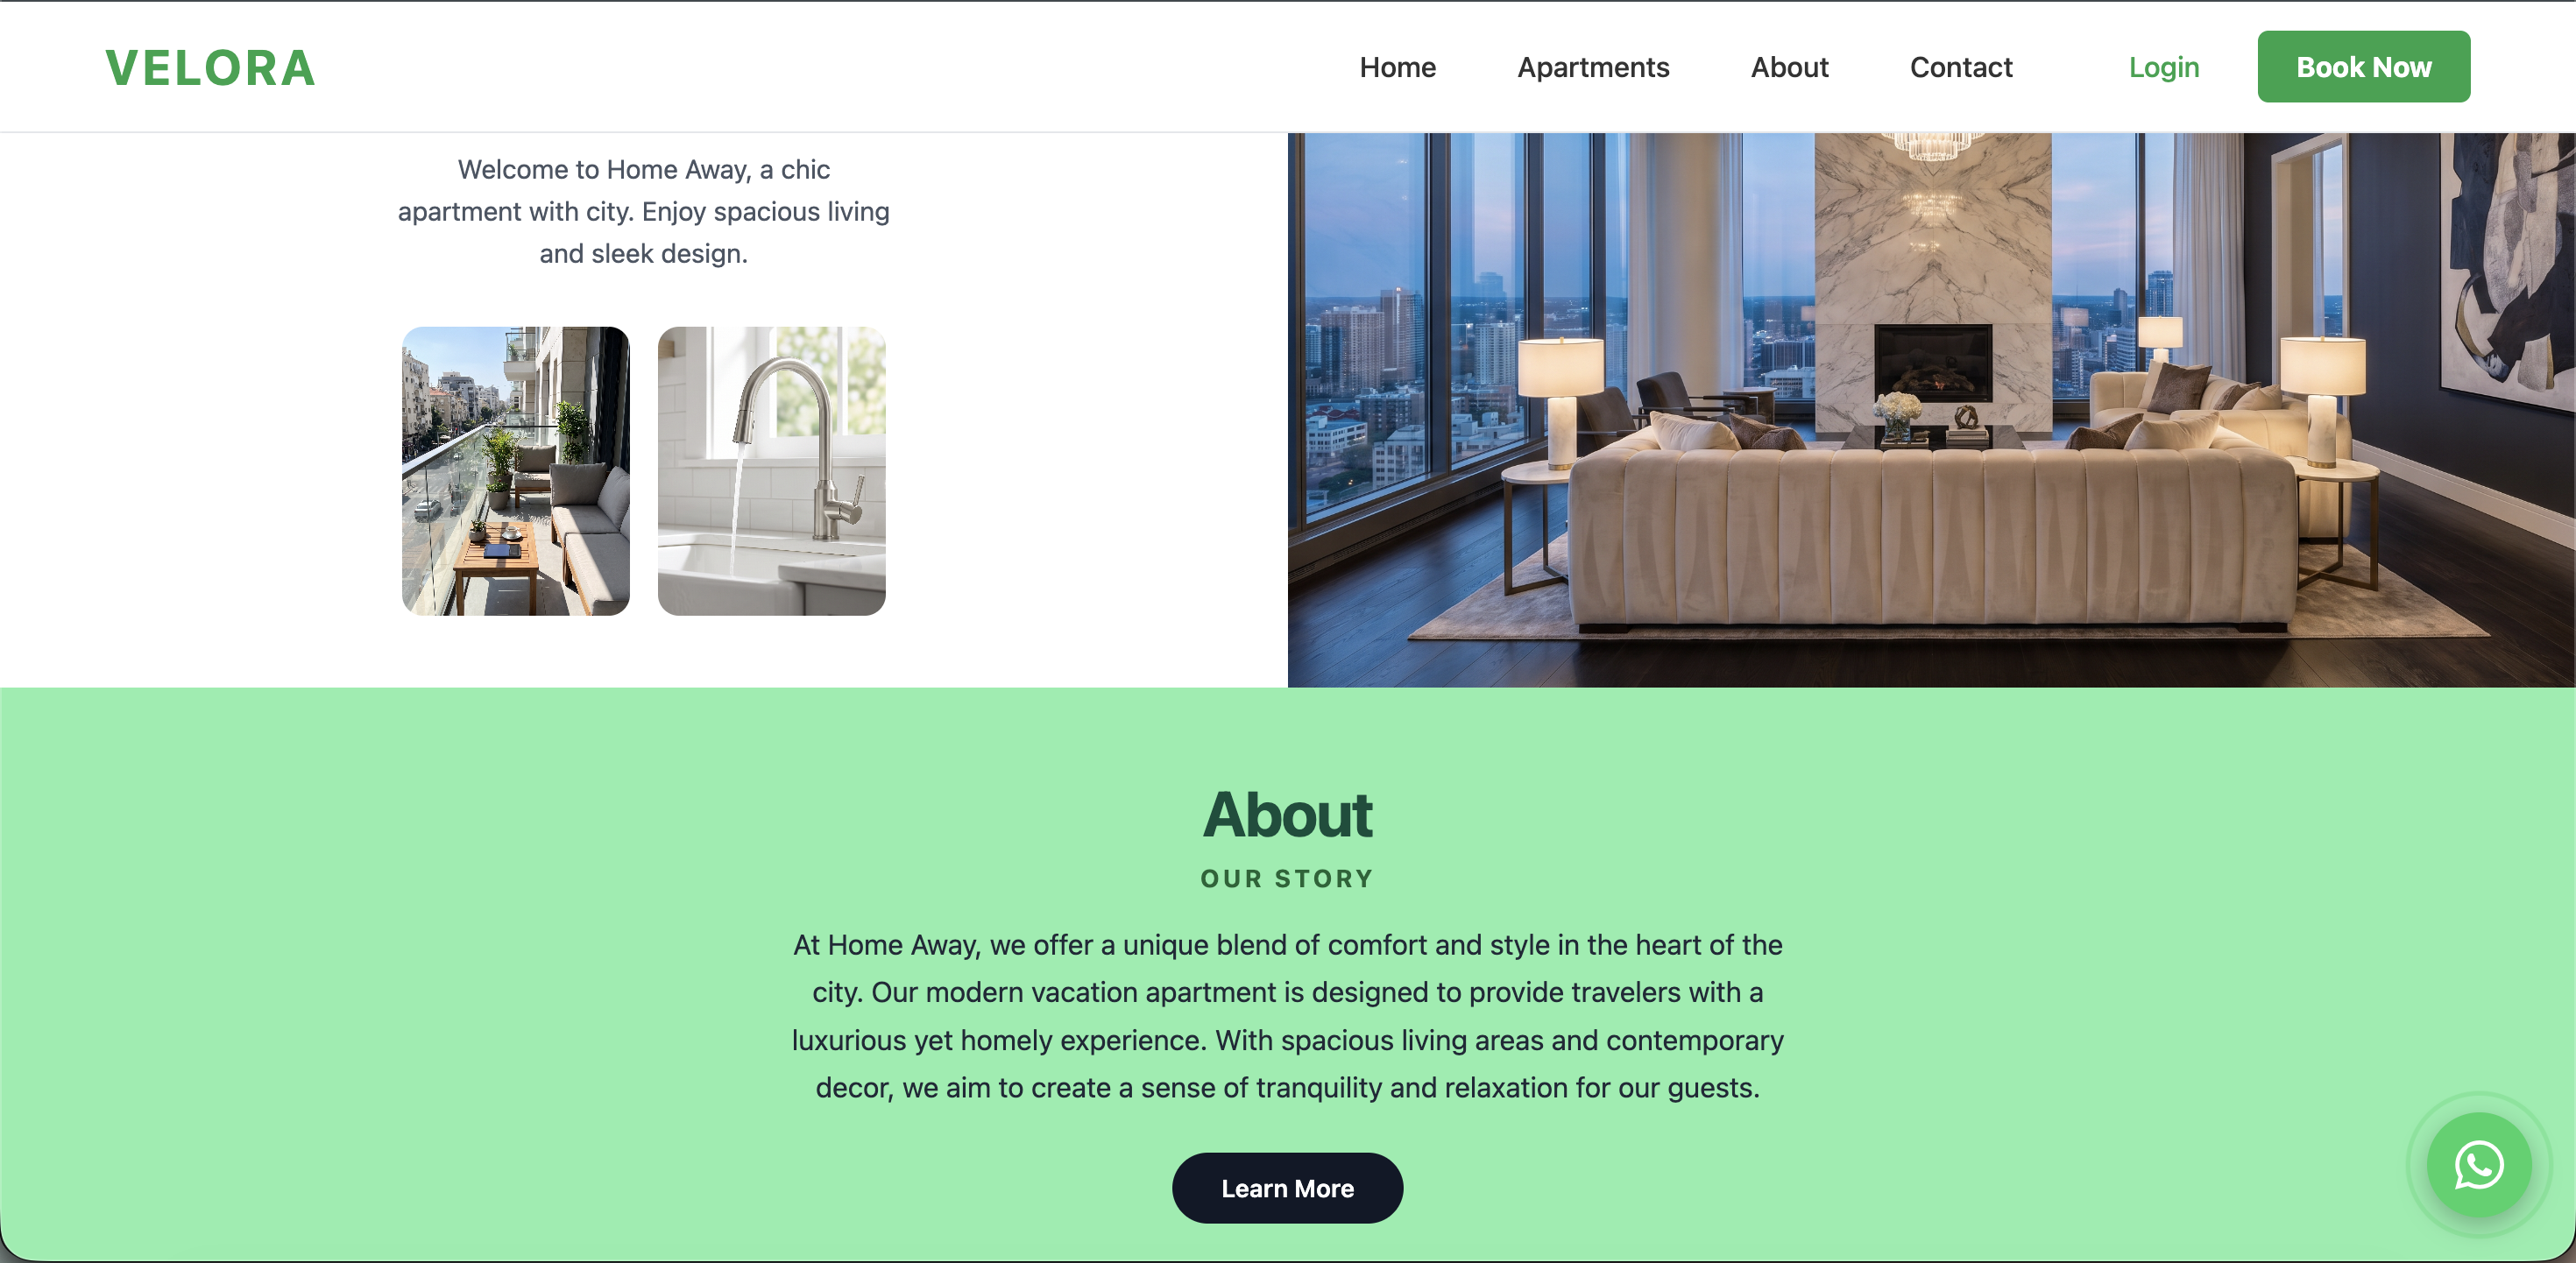 VELORA
Home
Apartments
About
Contact
Login
Book Now
Welcome to Home Away, a chic
apartment with city. Enjoy spacious living
and sleek design.
About
OUR STORY
At Home Away, we offer a unique blend of comfort and style in the heart of the
city. Our modern vacation apartment is designed to provide travelers with a
luxurious yet homely experience. With spacious living areas and contemporary
decor, we aim to create a sense of tranquility and relaxation for our guests.
Learn More